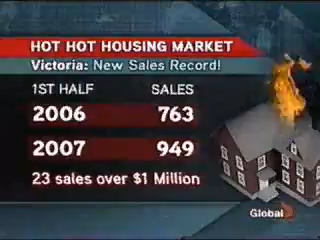 HOT HOT HOUSING MARKET
Victoria: New Sales Record!
1ST HALF SALES
2006 763
2007 949
23 sales over $1 Million
Global